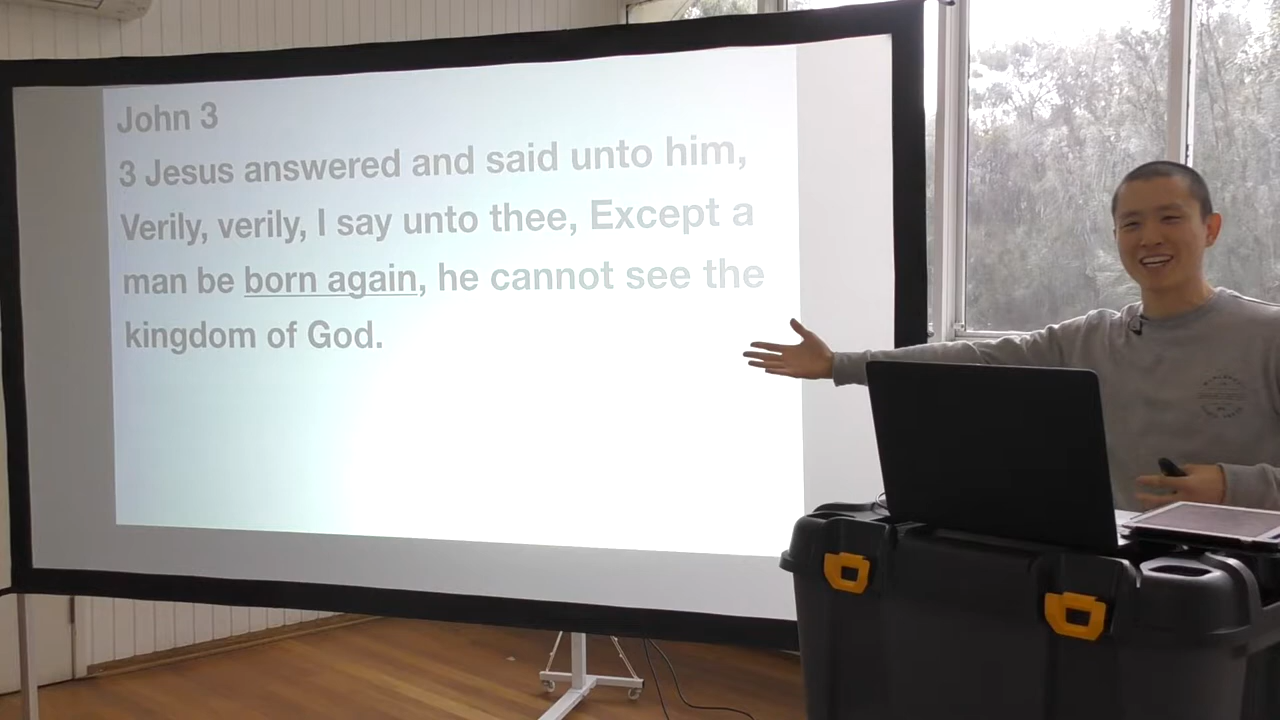 John 3
3 Jesus answered and said unto him,
Verily, verily, I say unto thee, Except a
man be born again, he cannot see the
kingdom of God.